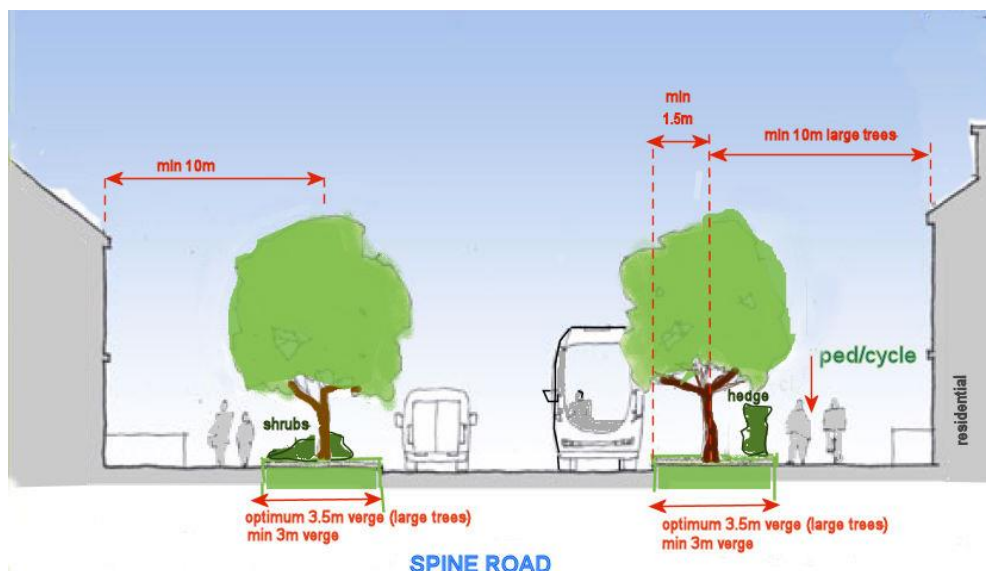 min
1.5m
min 10m
min 10m large trees
ped/cycle
hedge
shrubs
residential
optimum 3.5m verge (large trees)
min 3m verge
optimum 3.5m verge (large trees)
min 3m verge
SPINE ROAD